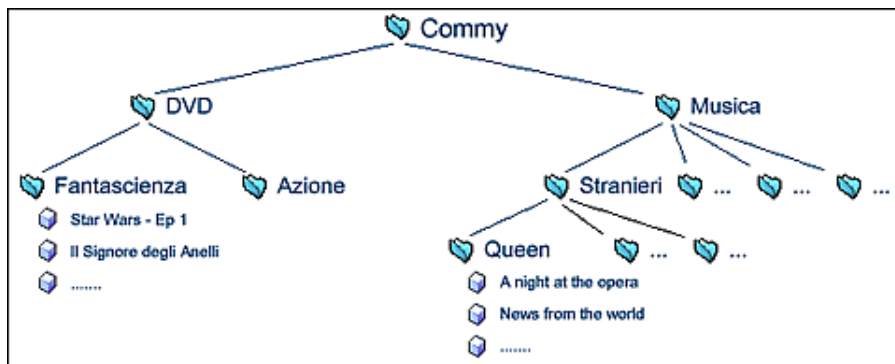 Commy
DVD
Musica
Fantascienza
Azione
Stranieri
...
...
...
Star Wars - Ep 1
Il Signore degli Anelli
.......
Queen
...
...
A night at the opera
News from the world
.......